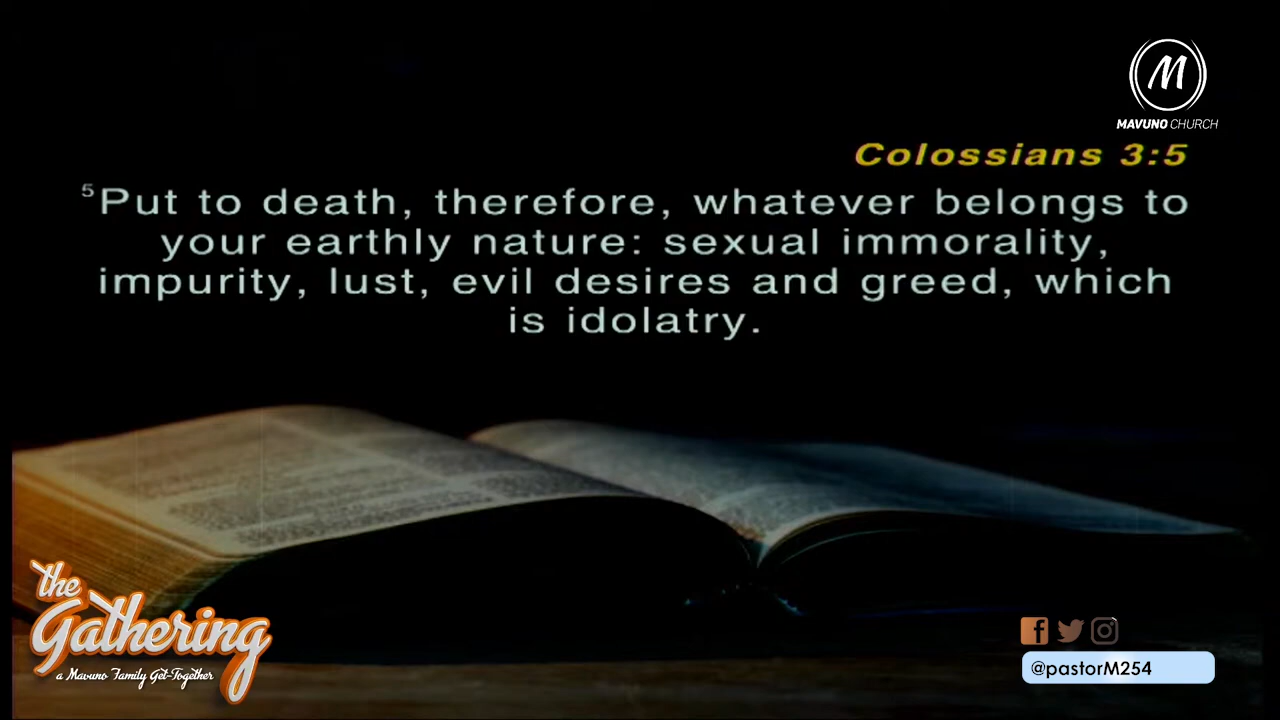 M
MAVUNO CHURCH
Colossians 3:5
5Put to death, therefore, whatever belongs to
your earthly nature: sexual immorality,
impurity, lust, evil desires and greed, which
is idolatry.
the
Gathering
a Mavuno Family Get-Together
@pastorM254